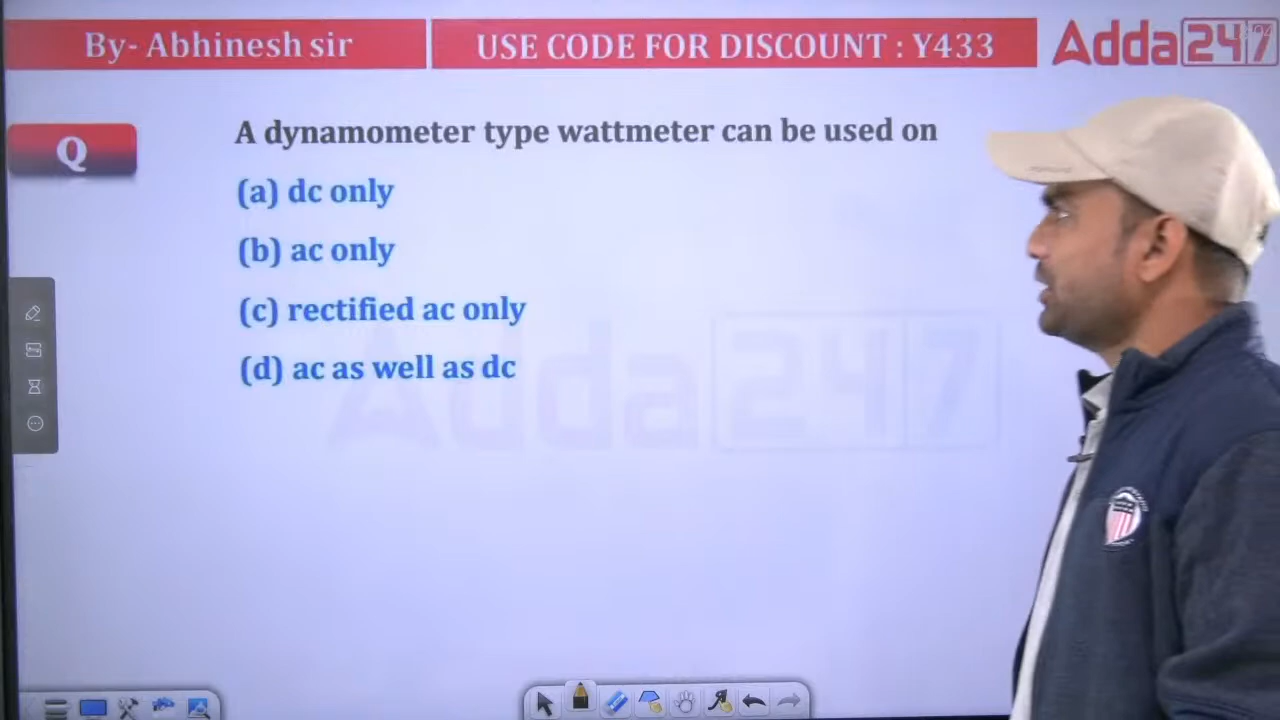 By- Abhinesh sir
USE CODE FOR DISCOUNT : Y433
Adda247
Q
A dynamometer type wattmeter can be used on
(a) dc only
(b) ac only
(c) rectified ac only
(d) ac as well as dc
Adda247